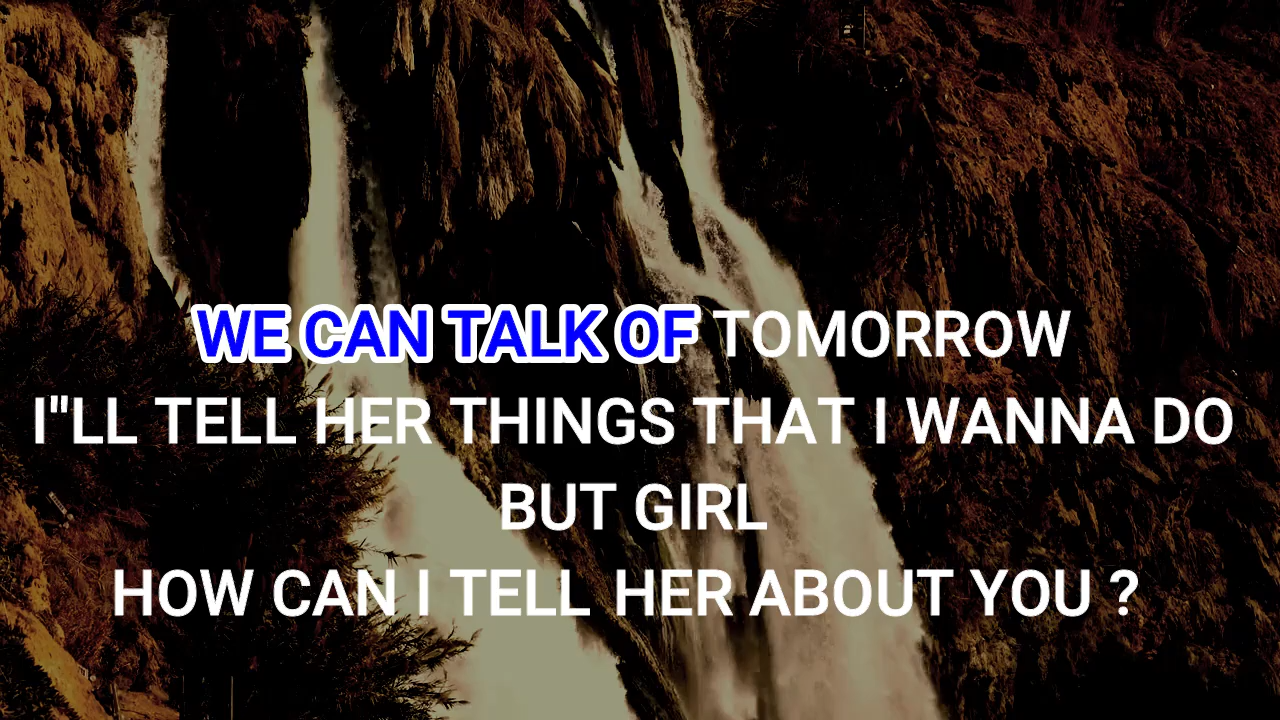 WE CAN TALK OF TOMORROW
I"LL TELL HER THINGS THAT I WANNA DO
BUT GIRL
HOW CAN I TELL HER ABOUT YOU ?